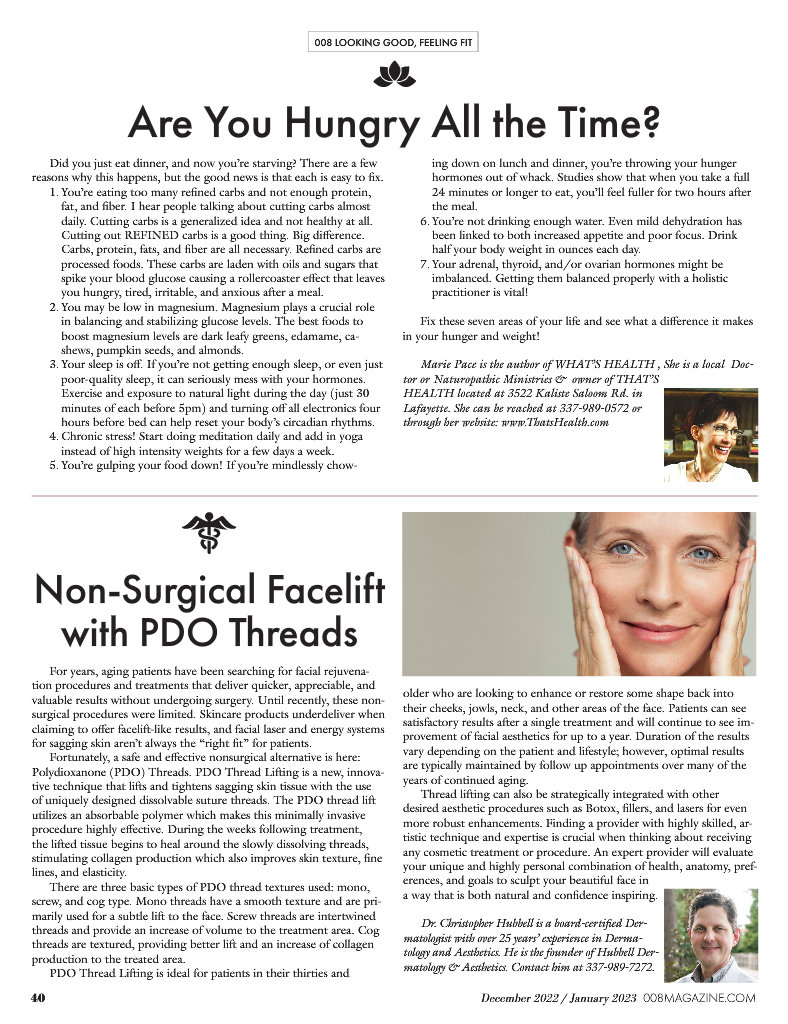 008 LOOKING GOOD, FEELING FIT
Are You Hungry All the Time?
Did you just eat dinner, and now you're starving? There are a few
reasons why this happens, but the good news is that each is easy to fix.
1. You're eating too many refined carbs and not enough protein,
fat, and fiber. I hear people talking about cutting carbs almost
daily. Cutting carbs is a generalized idea and not healthy at all.
Cutting out REFINED carbs is a good thing. Big difference.
Carbs, protein, fats, and fiber are all necessary. Refined carbs are
processed foods. These carbs are laden with oils and sugars that
spike your blood glucose causing a rollercoaster effect that leaves
you hungry, tired, irritable, and anxious after a meal.
2. You may be low in magnesium. Magnesium plays a crucial role
in balancing and stabilizing glucose levels. The best foods to
boost magnesium levels are dark leafy greens, edamame, ca-
shews, pumpkin seeds, and almonds.
3. Your sleep is off. If you're not getting enough sleep, or even just
poor-quality sleep, it can seriously mess with your hormones.
Exercise and exposure to natural light during the day (just 30
minutes of each before 5pm) and turning off all electronics four
hours before bed can help reset your body's circadian rhythms.
4. Chronic stress! Start doing meditation daily and add in yoga
instead of high intensity weights for a few days a week.
5. You're gulping your food down! If you're mindlessly chow-
ing down on lunch and dinner, you're throwing your hunger
hormones out of whack. Studies show that when you take a full
24 minutes or longer to eat, you'll feel fuller for two hours after
the meal.
6. You're not drinking enough water. Even mild dehydration has
been linked to both increased appetite and poor focus. Drink
half your body weight in ounces each day.
7. Your adrenal, thyroid, and/or ovarian hormones might be
imbalanced. Getting them balanced properly with a holistic
practitioner is vital!
Fix these seven areas of your life and see what a difference it makes
in your hunger and weight!
Marie Pace is the author of WHAT'S HEALTH , She is a local Doc-
tor or Naturopathic Ministries & owner of THAT'S
HEALTH located at 3522 Kaliste Saloom Rd. in
Lafayette. She can be reached at 337-989-0572 or
through her website: www.ThatsHealth.com
Non-Surgical Facelift
with PDO Threads
For years, aging patients have been searching for facial rejuvena-
tion procedures and treatments that deliver quicker, appreciable, and
valuable results without undergoing surgery. Until recently, these non-
surgical procedures were limited. Skincare products underdeliver when
claiming to offer facelift-like results, and facial laser and energy systems
for sagging skin aren't always the "right fit" for patients.
Fortunately, a safe and effective nonsurgical alternative is here:
Polydioxanone (PDO) Threads. PDO Thread Lifting is a new, innova-
tive technique that lifts and tightens sagging skin tissue with the use
of uniquely designed dissolvable suture threads. The PDO thread lift
utilizes an absorbable polymer which makes this minimally invasive
procedure highly effective. During the weeks following treatment,
the lifted tissue begins to heal around the slowly dissolving threads,
stimulating collagen production which also improves skin texture, fine
lines, and elasticity.
There are three basic types of PDO thread textures used: mono,
screw, and cog type. Mono threads have a smooth texture and are pri-
marily used for a subtle lift to the face. Screw threads are intertwined
threads and provide an increase of volume to the treatment area. Cog
threads are textured, providing better lift and an increase of collagen
production to the treated area.
PDO Thread Lifting is ideal for patients in their thirties and
older who are looking to enhance or restore some shape back into
their cheeks, jowls, neck, and other areas of the face. Patients can see
satisfactory results after a single treatment and will continue to see im-
provement of facial aesthetics for up to a year. Duration of the results
vary depending on the patient and lifestyle; however, optimal results
are typically maintained by follow up appointments over many of the
years of continued aging.
Thread lifting can also be strategically integrated with other
desired aesthetic procedures such as Botox, fillers, and lasers for even
more robust enhancements. Finding a provider with highly skilled, ar-
tistic technique and expertise is crucial when thinking about receiving
any cosmetic treatment or procedure. An expert provider will evaluate
your unique and highly personal combination of health, anatomy, pref-
erences, and goals to sculpt your beautiful face in
a way that is both natural and confidence inspiring.
Dr. Christopher Hubbell is a board-certified Der-
matologist with over 25 years' experience in Derma-
tology and Aesthetics. He is the founder of Hubbell Der-
matology & Aesthetics. Contact him at 337-989-7272.
40
December 2022 / January 2023 008MAGAZINE.COM